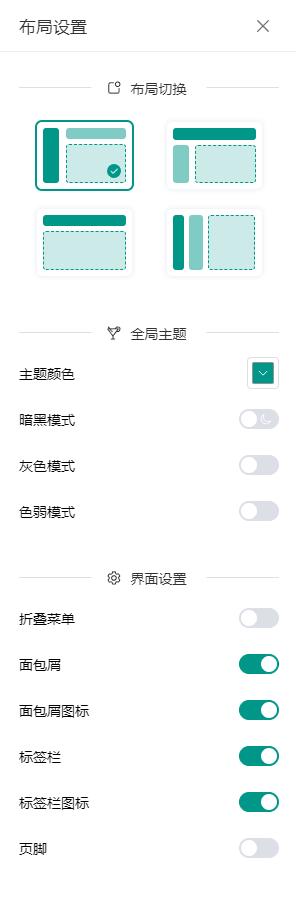 布局设置
布局切换
全局主题
主题颜色
暗黑模式
灰色模式
色弱模式
界面设置
折叠菜单
面包屑
面包屑图标
标签栏
标签栏图标
页脚